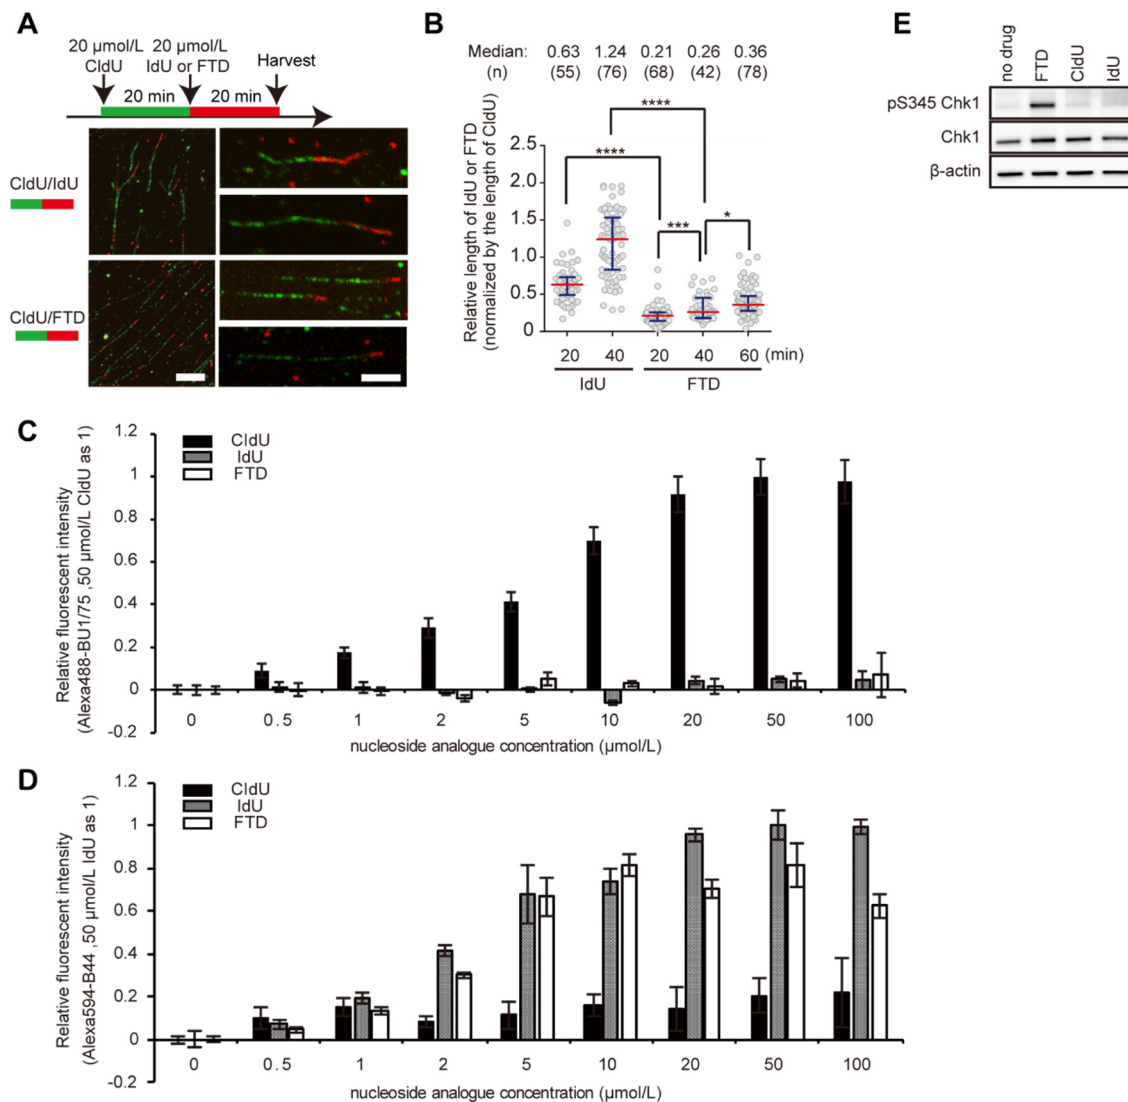 A
20 µmol/L
CldU
20 µmol/L
IdU or FTD
Harvest
20 min
20 min
CldU/IdU
CldU/FTD
B
Median: 0.63 1.24 0.21 0.26 0.36
(n) (55) (76) (68) (42) (78)
Relative length of IdU or FTD
(normalized by the length of CldU)
2.5
2.0
1.5
1.0
0.5
0
****
****
***
*
20 40 20 40 60 (min)
IdU FTD
E
no drug FTD CldU IdU
pS345 Chk1
Chk1
β-actin
C
Relative fluorescent intensity
(Alexa488-BU1/75 ,50 µmol/L CldU as 1)
1.2
1
0.8
0.6
0.4
0.2
0
-0.2
CldU
IdU
FTD
0 0.5 1 2 5 10 20 50 100
nucleoside analogue concentration (µmol/L)
D
Relative fluorescent intensity
(Alexa594-B44 ,50 µmol/L IdU as 1)
1.2
1
0.8
0.6
0.4
0.2
0
-0.2
CldU
IdU
FTD
0 0.5 1 2 5 10 20 50 100
nucleoside analogue concentration (µmol/L)